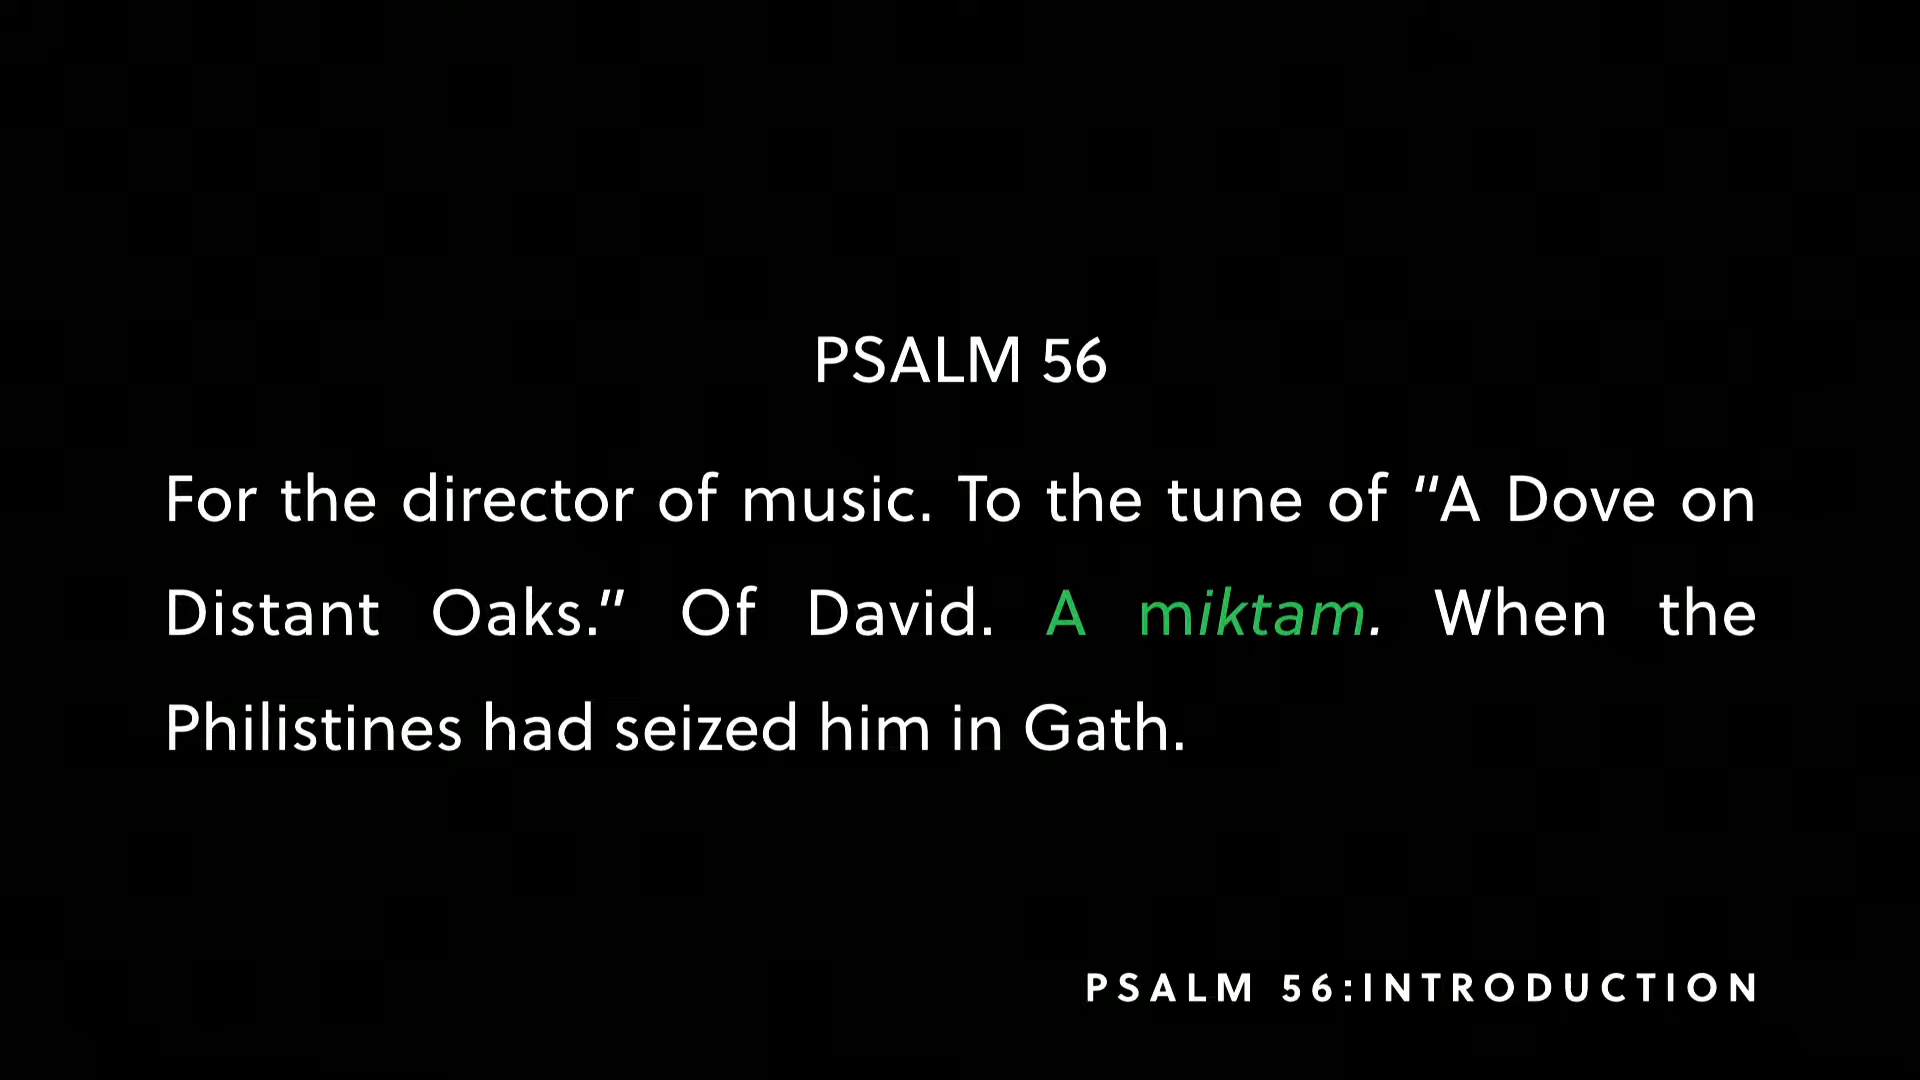 PSALM 56
For the director of music. To the tune of “A Dove on
Distant Oaks.” Of David. A miktam. When the
Philistines had seized him in Gath.
PSALM 56:INTRODUCTION